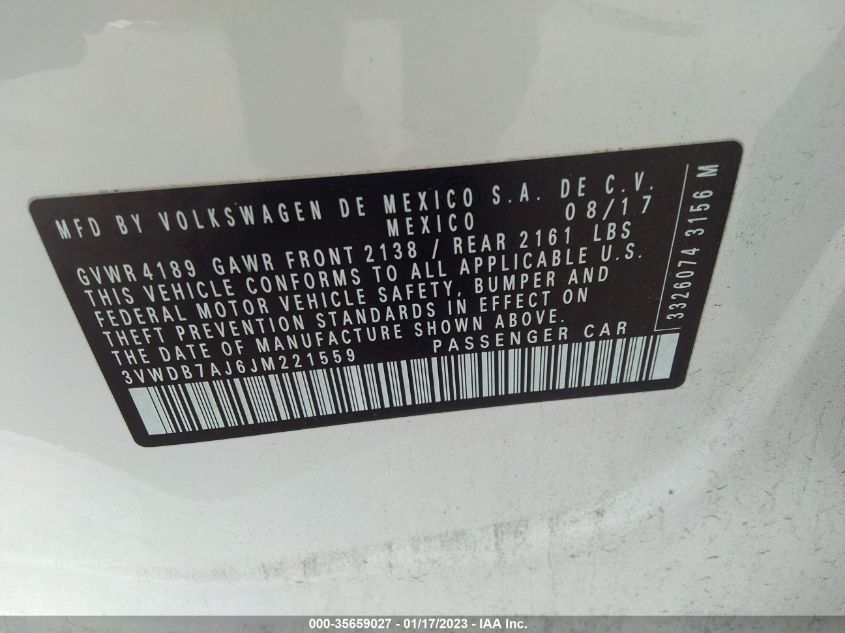 MFD BY VOLKSWAGEN DE MEXICO S.A. DE C.V.
MEXICO 08/17
GVWR 4189 GAWR FRONT 2138 / REAR 2161 LBS
THIS VEHICLE CONFORMS TO ALL APPLICABLE U.S.
FEDERAL MOTOR VEHICLE SAFETY, BUMPER AND
THEFT PREVENTION STANDARDS IN EFFECT ON
THE DATE OF MANUFACTURE SHOWN ABOVE.
3VWDB7AJ6JM221559 PASSENGER CAR
3326074 3156 M
000-35659027 - 01/17/2023 - IAA Inc.